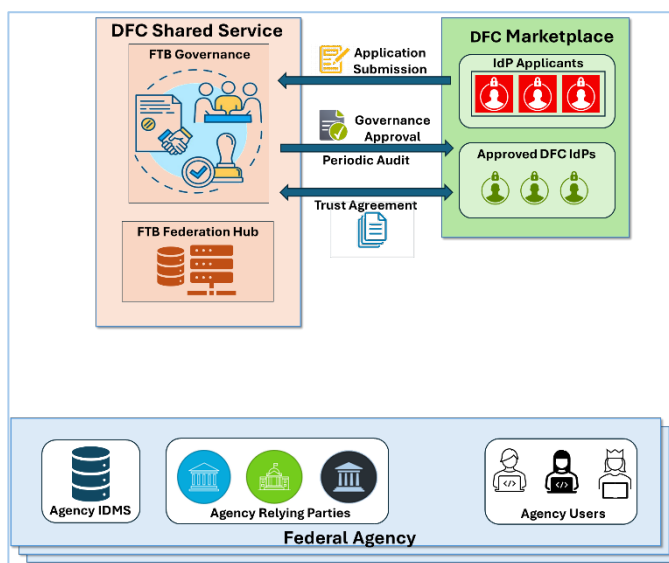 DFC Shared Service
FTB Governance
FTB Federation Hub
Application
Submission
Governance
Approval
Periodic Audit
Trust Agreement
DFC Marketplace
IdP Applicants
Approved DFC IdPs
Agency IDMS
Agency Relying Parties
Agency Users
Federal Agency